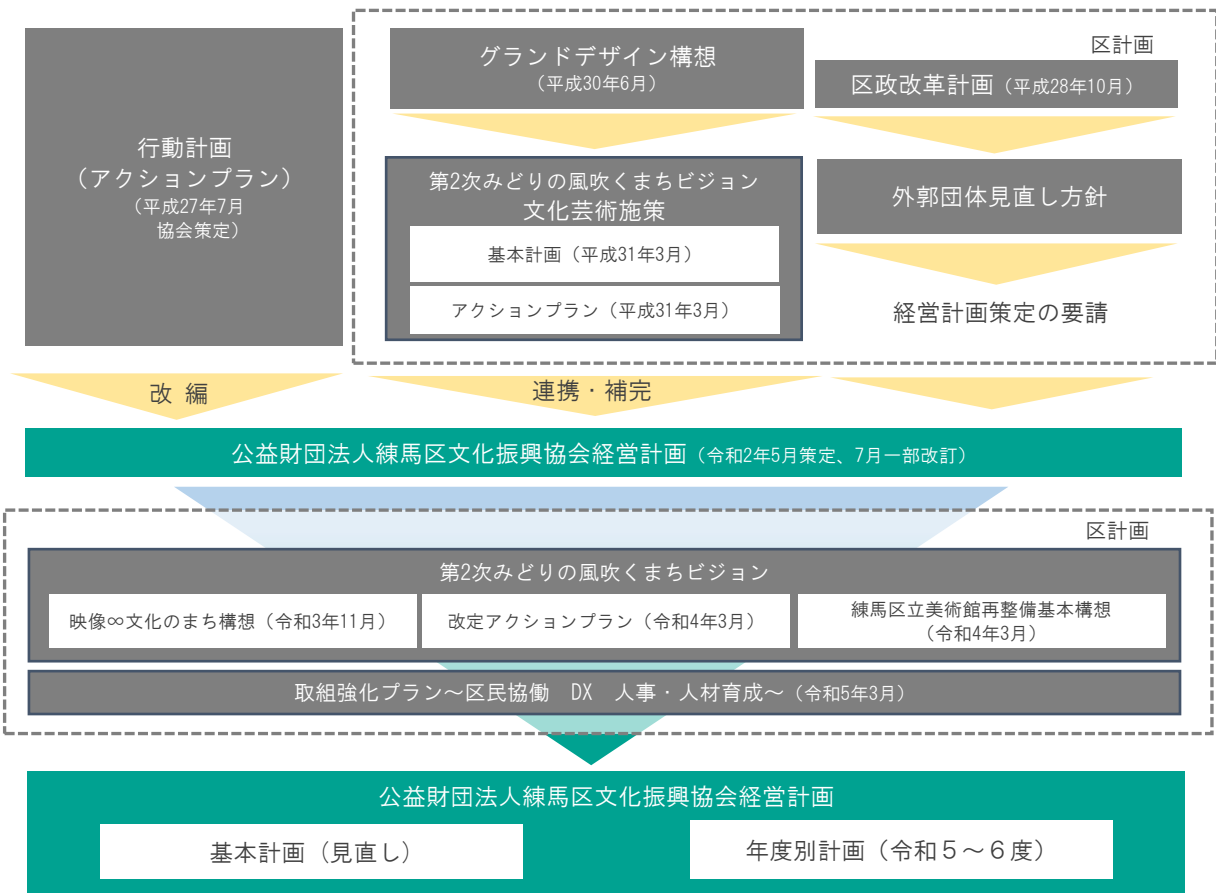 行動計画
（アクションプラン）
（平成27年7月
協会策定）
区計画
グランドデザイン構想
（平成30年6月）
区政改革計画（平成28年10月）
第2次みどりの風吹くまちビジョン
文化芸術施策
基本計画（平成31年3月）
アクションプラン（平成31年3月）
外郭団体見直し方針
経営計画策定の要請
改 編
連携・補完
公益財団法人練馬区文化振興協会経営計画（令和2年5月策定、7月一部改訂）
区計画
第2次みどりの風吹くまちビジョン
映像∞文化のまち構想（令和3年11月）
改定アクションプラン（令和4年3月）
練馬区立美術館再整備基本構想
（令和4年3月）
取組強化プラン～区民協働　DX　人事・人材育成～（令和5年3月）
公益財団法人練馬区文化振興協会経営計画
基本計画（見直し）
年度別計画（令和５～６度）